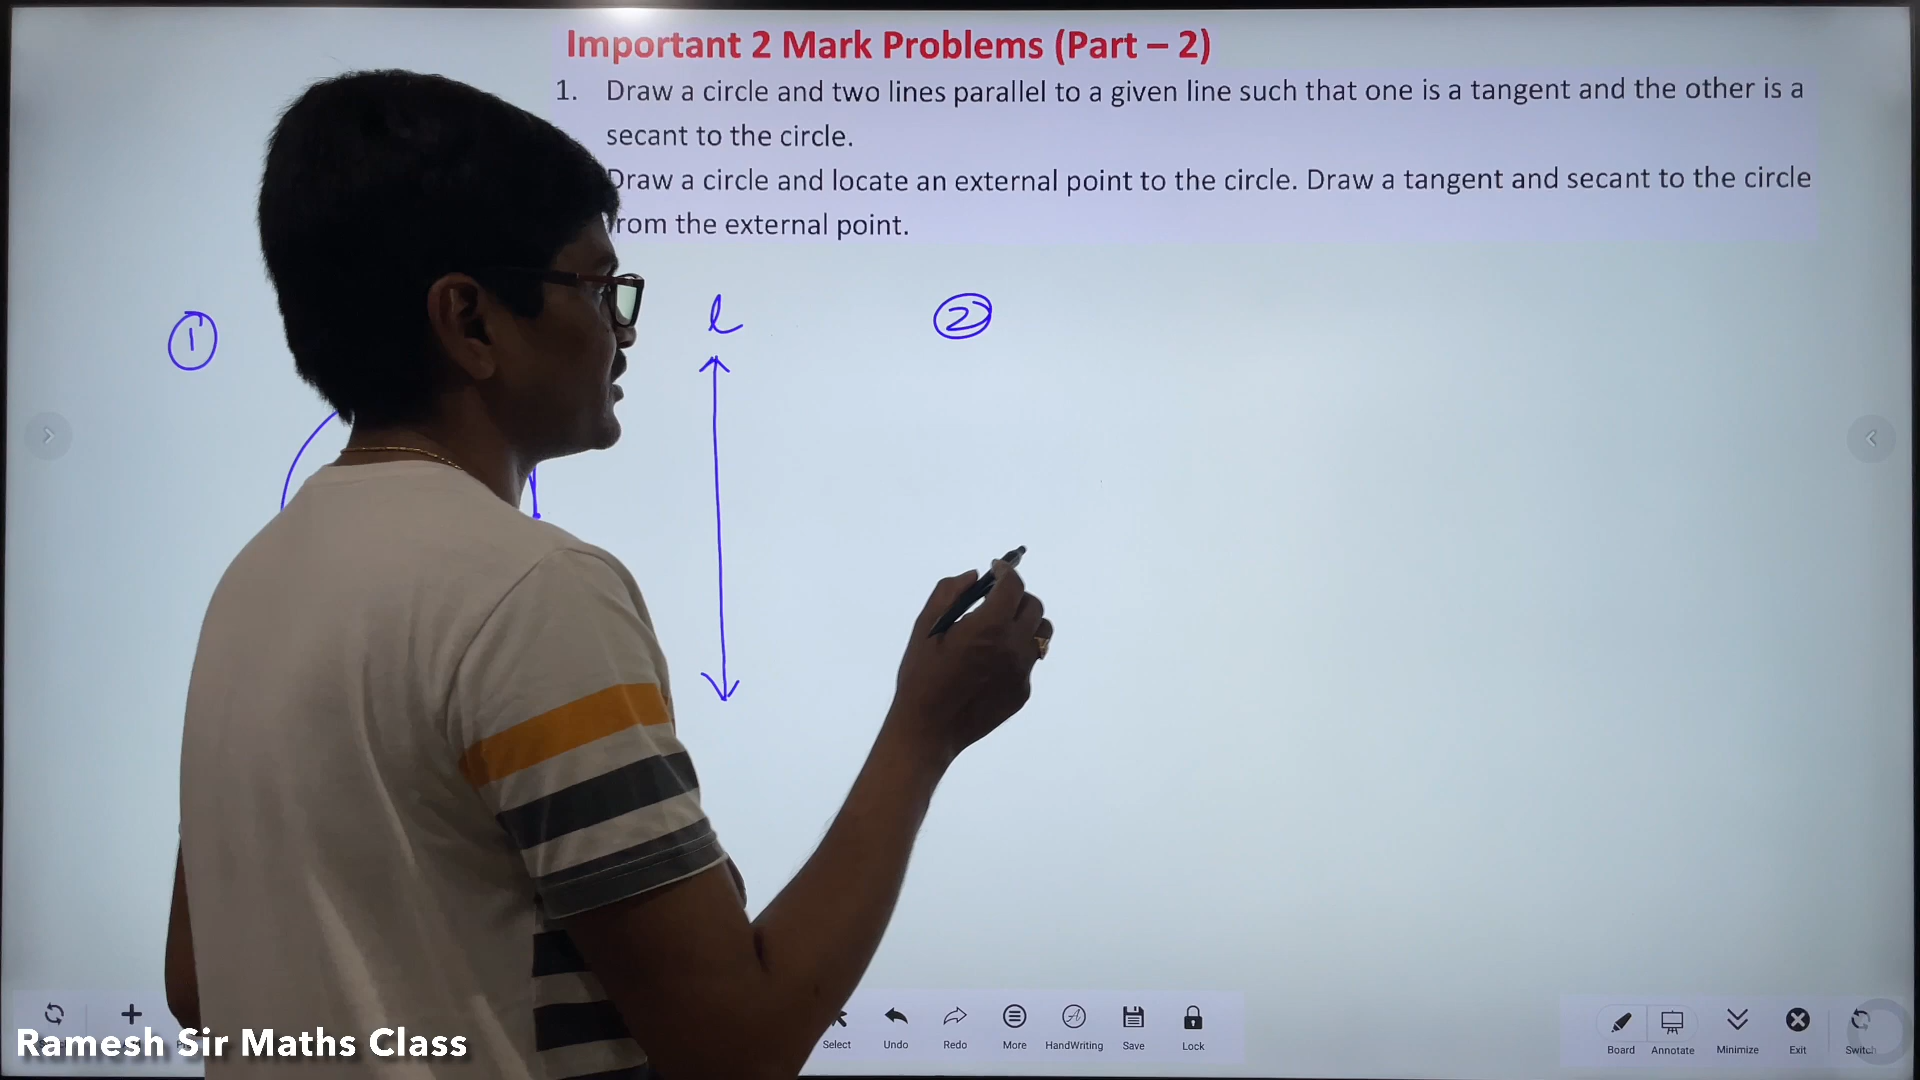 Important 2 Mark Problems (Part – 2)
1. Draw a circle and two lines parallel to a given line such that one is a tangent and the other is a
secant to the circle.
Draw a circle and locate an external point to the circle. Draw a tangent and secant to the circle
from the external point.
1
l
2
Select
Undo
Redo
More
HandWriting
Save
Lock
Board
Annotate
Minimize
Exit
Switch
Ramesh Sir Maths Class